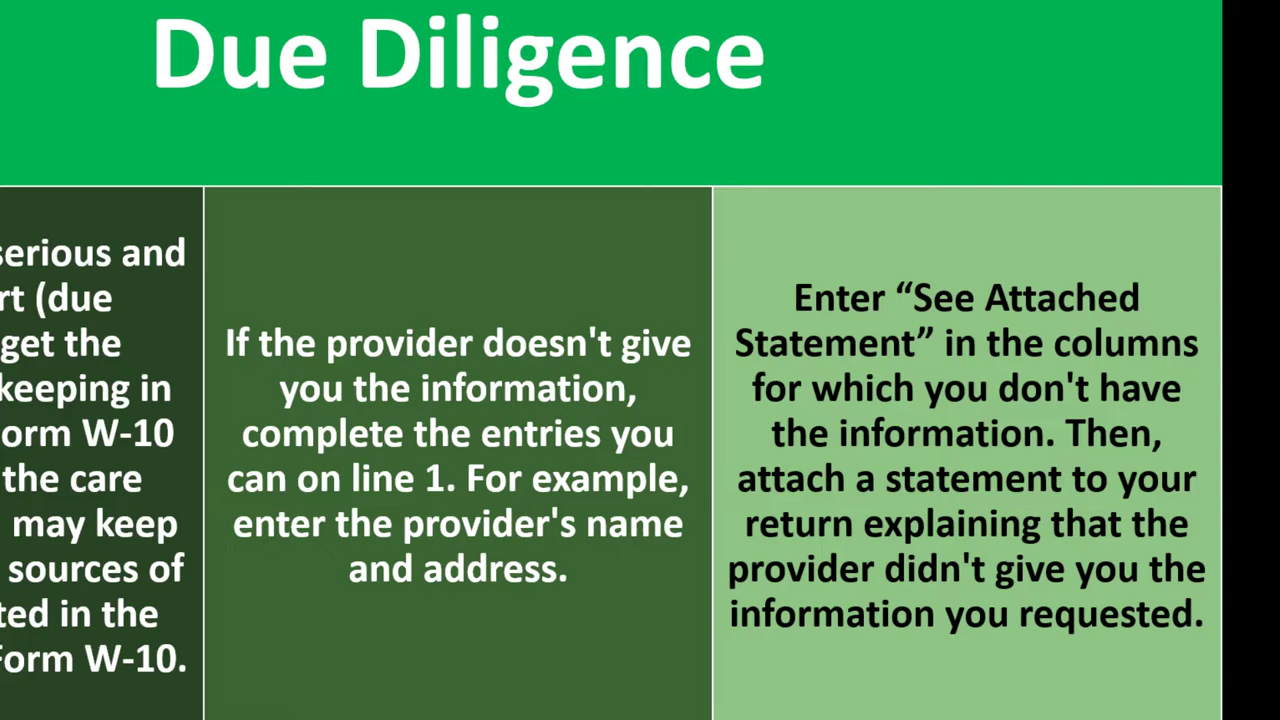 Due Diligence
serious and
(due
get the
keeping in
W-10
the care
may keep
sources of
in the
Form W-10.
If the provider doesn't give
you the information,
complete the entries you
can on line 1. For example,
enter the provider's name
and address.
Enter “See Attached
Statement” in the columns
for which you don't have
the information. Then,
attach a statement to your
return explaining that the
provider didn't give you the
information you requested.